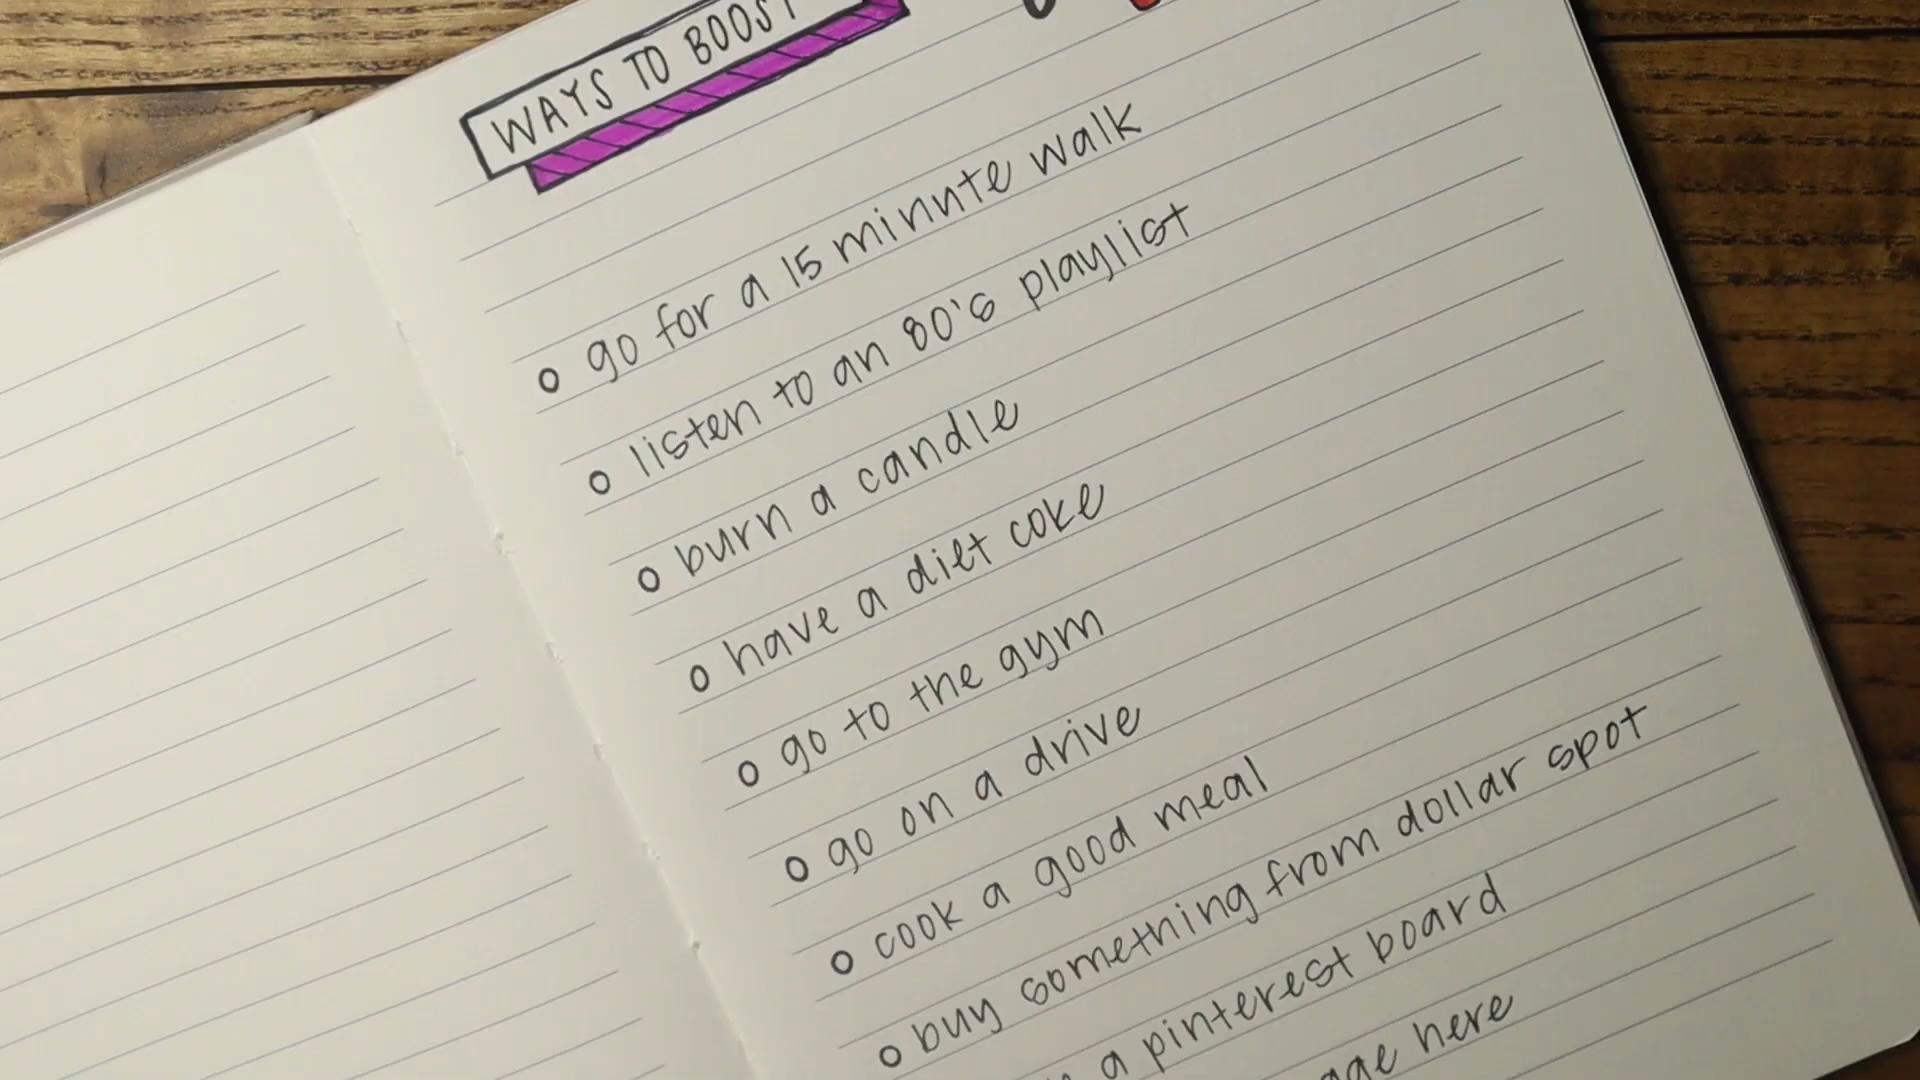 WAYS TO BOOST
go for a 15 minute walk
listen to an 80's playlist
burn a candle
have a diet coke
go to the gym
go on a drive
cook a good meal
buy something from dollar spot
a pinterest board
here